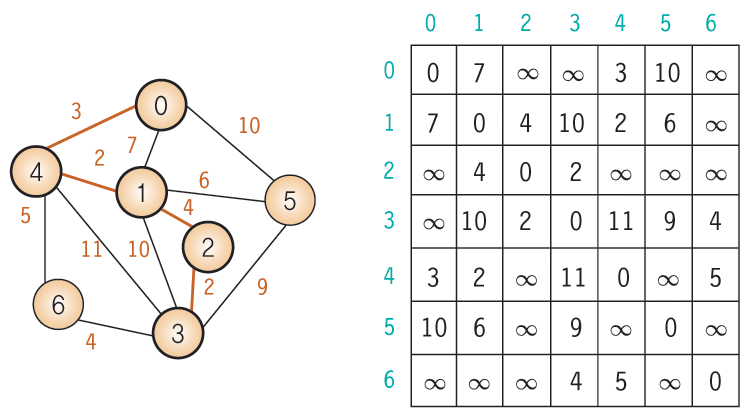 0
3
10
7
2
4
1
6
5
4
5
2
11
10
2
9
6
3
4
0 1 2 3 4 5 6
0 0 7 ∞ ∞ 3 10 ∞
1 7 0 4 10 2 6 ∞
2 ∞ 4 0 2 ∞ ∞ ∞
3 ∞ 10 2 0 11 9 4
4 3 2 ∞ 11 0 ∞ 5
5 10 6 ∞ 9 ∞ 0 ∞
6 ∞ ∞ ∞ 4 5 ∞ 0